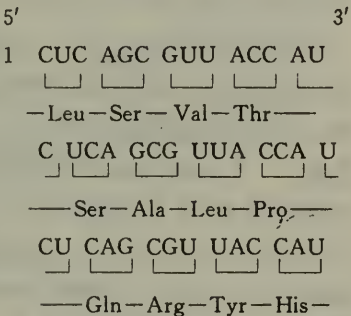 5′ 3′
1 CUC AGC GUU ACC AU
—Leu—Ser—Val—Thr—
C UCA GCG UUA CCA U
—Ser—Ala—Leu—Pro—
CU CAG CGU UAC CAU
—Gln—Arg—Tyr—His—